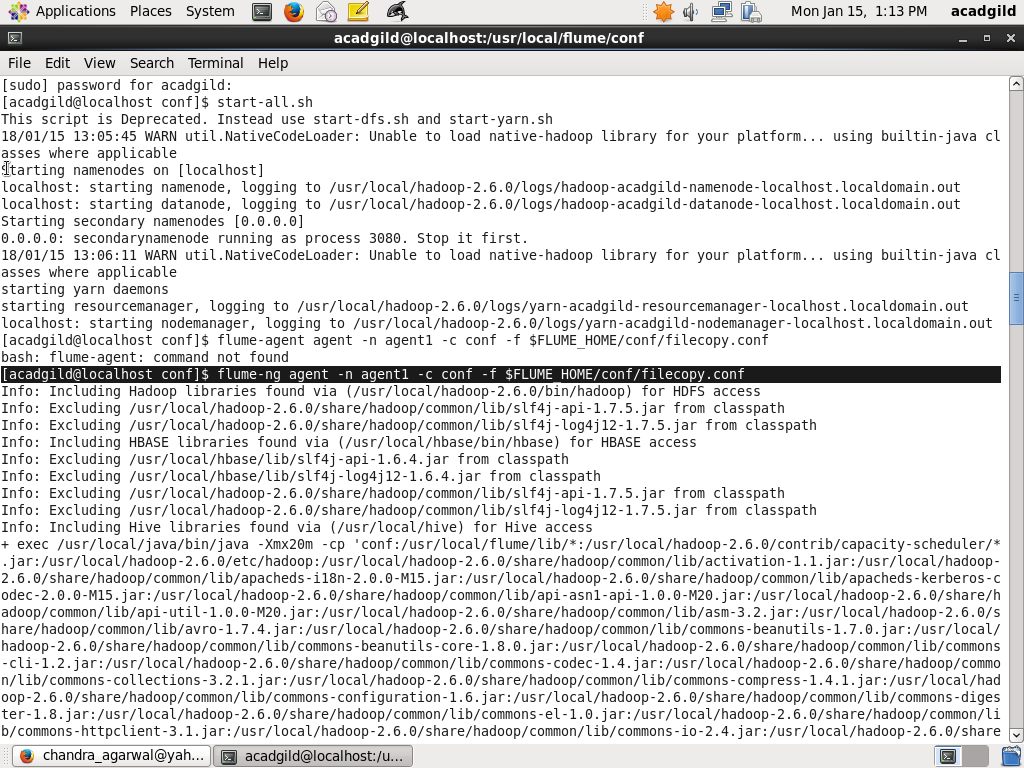 Applications Places System Mon Jan 15, 1:13 PM acadgild
acadgild@localhost:/usr/local/flume/conf
File Edit View Search Terminal Help
[sudo] password for acadgild:
[acadgild@localhost conf]$ start-all.sh
This script is Deprecated. Instead use start-dfs.sh and start-yarn.sh
18/01/15 13:05:45 WARN util.NativeCodeLoader: Unable to load native-hadoop library for your platform... using builtin-java cl
asses where applicable
Starting namenodes on [localhost]
localhost: starting namenode, logging to /usr/local/hadoop-2.6.0/logs/hadoop-acadgild-namenode-localhost.localdomain.out
localhost: starting datanode, logging to /usr/local/hadoop-2.6.0/logs/hadoop-acadgild-datanode-localhost.localdomain.out
Starting secondary namenodes [0.0.0.0]
0.0.0.0: secondarynamenode running as process 3080. Stop it first.
18/01/15 13:06:11 WARN util.NativeCodeLoader: Unable to load native-hadoop library for your platform... using builtin-java cl
asses where applicable
starting yarn daemons
starting resourcemanager, logging to /usr/local/hadoop-2.6.0/logs/yarn-acadgild-resourcemanager-localhost.localdomain.out
localhost: starting nodemanager, logging to /usr/local/hadoop-2.6.0/logs/yarn-acadgild-nodemanager-localhost.localdomain.out
[acadgild@localhost conf]$ flume-agent agent -n agent1 -c conf -f $FLUME_HOME/conf/filecopy.conf
bash: flume-agent: command not found
[acadgild@localhost conf]$ flume-ng agent -n agent1 -c conf -f $FLUME_HOME/conf/filecopy.conf
Info: Including Hadoop libraries found via (/usr/local/hadoop-2.6.0/bin/hadoop) for HDFS access
Info: Excluding /usr/local/hadoop-2.6.0/share/hadoop/common/lib/slf4j-api-1.7.5.jar from classpath
Info: Excluding /usr/local/hadoop-2.6.0/share/hadoop/common/lib/slf4j-log4j12-1.7.5.jar from classpath
Info: Including HBASE libraries found via (/usr/local/hbase/bin/hbase) for HBASE access
Info: Excluding /usr/local/hbase/lib/slf4j-api-1.6.4.jar from classpath
Info: Excluding /usr/local/hbase/lib/slf4j-log4j12-1.6.4.jar from classpath
Info: Excluding /usr/local/hadoop-2.6.0/share/hadoop/common/lib/slf4j-api-1.7.5.jar from classpath
Info: Excluding /usr/local/hadoop-2.6.0/share/hadoop/common/lib/slf4j-log4j12-1.7.5.jar from classpath
Info: Including Hive libraries found via (/usr/local/hive) for Hive access
+ exec /usr/local/java/bin/java -Xmx20m -cp 'conf:/usr/local/flume/lib/*:/usr/local/hadoop-2.6.0/contrib/capacity-scheduler/*
.jar:/usr/local/hadoop-2.6.0/etc/hadoop:/usr/local/hadoop-2.6.0/share/hadoop/common/lib/activation-1.1.jar:/usr/local/hadoop-
2.6.0/share/hadoop/common/lib/apacheds-i18n-2.0.0-M15.jar:/usr/local/hadoop-2.6.0/share/hadoop/common/lib/apacheds-kerberos-c
odec-2.0.0-M15.jar:/usr/local/hadoop-2.6.0/share/hadoop/common/lib/api-asn1-api-1.0.0-M20.jar:/usr/local/hadoop-2.6.0/share/h
adoop/common/lib/api-util-1.0.0-M20.jar:/usr/local/hadoop-2.6.0/share/hadoop/common/lib/asm-3.2.jar:/usr/local/hadoop-2.6.0/s
hare/hadoop/common/lib/avro-1.7.4.jar:/usr/local/hadoop-2.6.0/share/hadoop/common/lib/commons-beanutils-1.7.0.jar:/usr/local/
hadoop-2.6.0/share/hadoop/common/lib/commons-beanutils-core-1.8.0.jar:/usr/local/hadoop-2.6.0/share/hadoop/common/lib/commons
-cli-1.2.jar:/usr/local/hadoop-2.6.0/share/hadoop/common/lib/commons-codec-1.4.jar:/usr/local/hadoop-2.6.0/share/hadoop/commo
n/lib/commons-collections-3.2.1.jar:/usr/local/hadoop-2.6.0/share/hadoop/common/lib/commons-compress-1.4.1.jar:/usr/local/had
oop-2.6.0/share/hadoop/common/lib/commons-configuration-1.6.jar:/usr/local/hadoop-2.6.0/share/hadoop/common/lib/commons-diges
ter-1.8.jar:/usr/local/hadoop-2.6.0/share/hadoop/common/lib/commons-el-1.0.jar:/usr/local/hadoop-2.6.0/share/hadoop/common/li
b/commons-httpclient-3.1.jar:/usr/local/hadoop-2.6.0/share/hadoop/common/lib/commons-io-2.4.jar:/usr/local/hadoop-2.6.0/share
chandra_agarwal@yah... acadgild@localhost:/u...